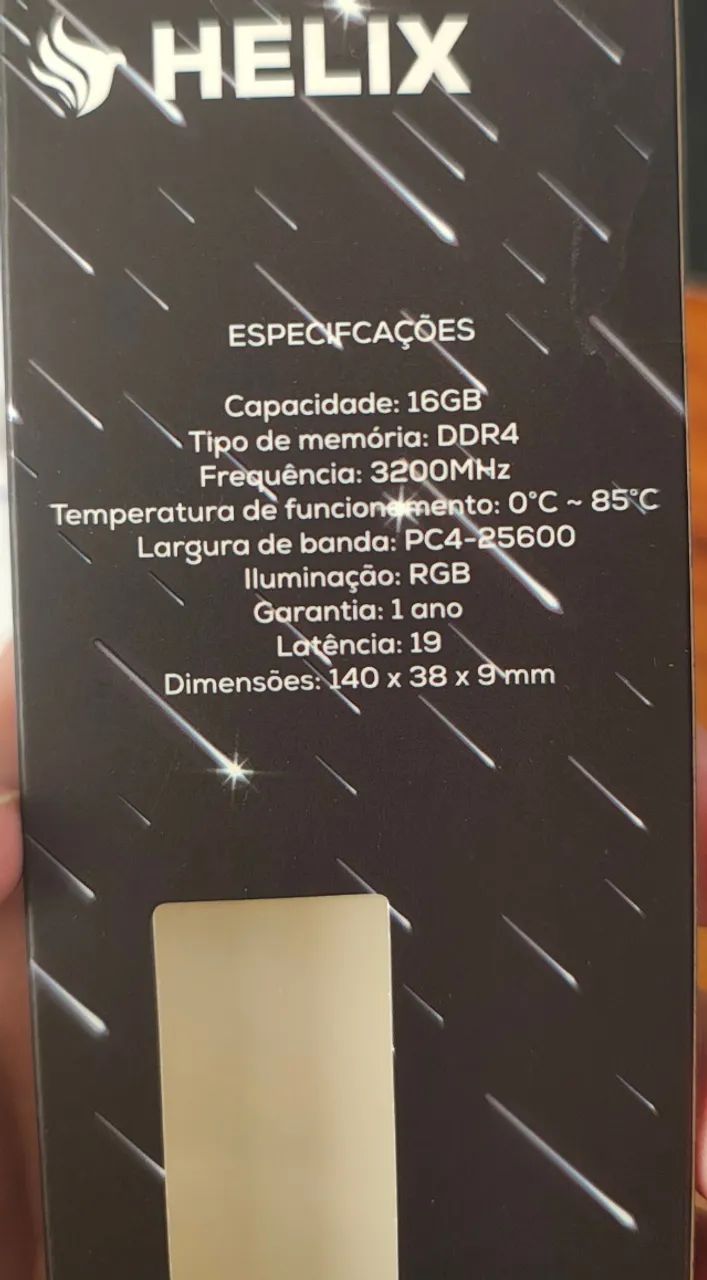 HELIX
ESPECIFCAÇÕES
Capacidade: 16GB
Tipo de memória: DDR4
Frequência: 3200MHz
Temperatura de funcionamento: 0°C ~ 85°C
Largura de banda: PC4-25600
Iluminação: RGB
Garantia: 1 ano
Latência: 19
Dimensões: 140 x 38 x 9 mm